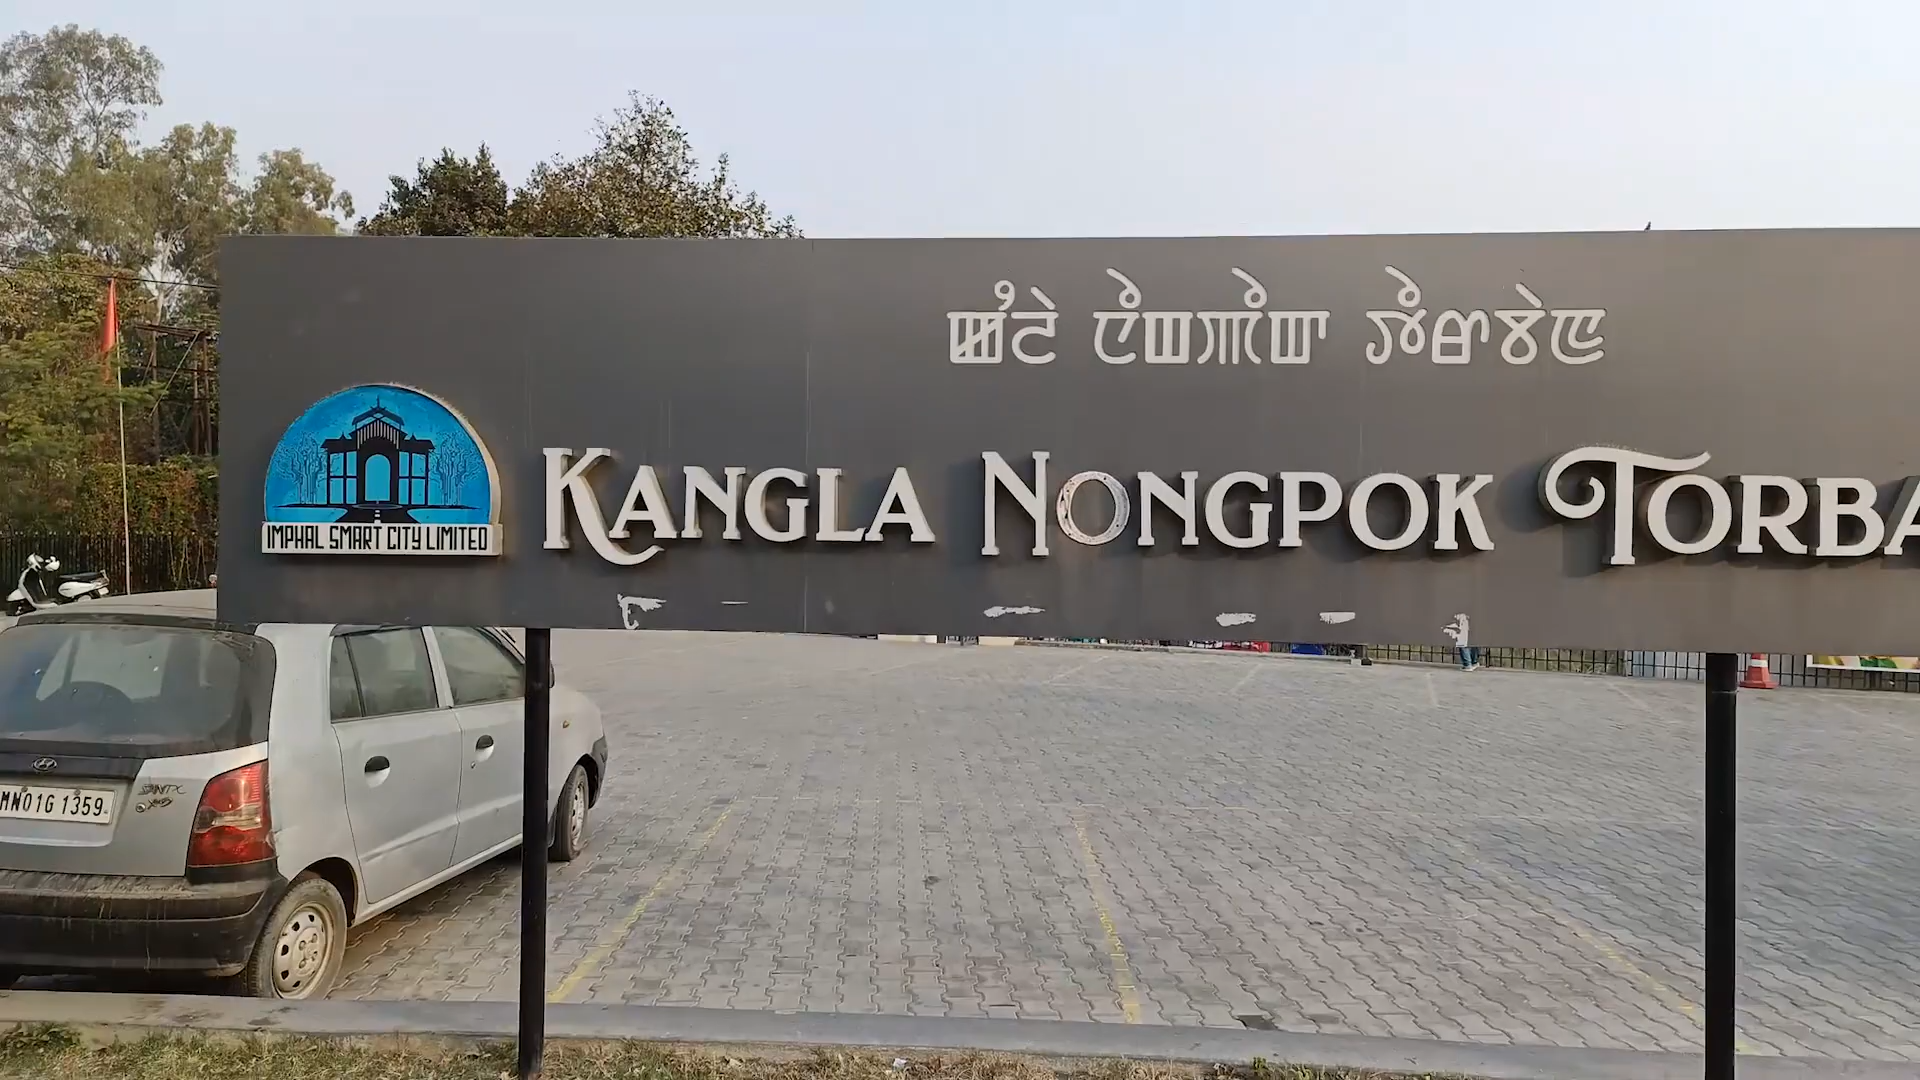 ꯀꯪꯂꯥ ꯅꯣꯡꯄꯣꯛ ꯇꯣꯔꯕꯥꯟ
KANGLA NONGPOK TORBA
IMPHAL SMART CITY LIMITED
MN01G 1359